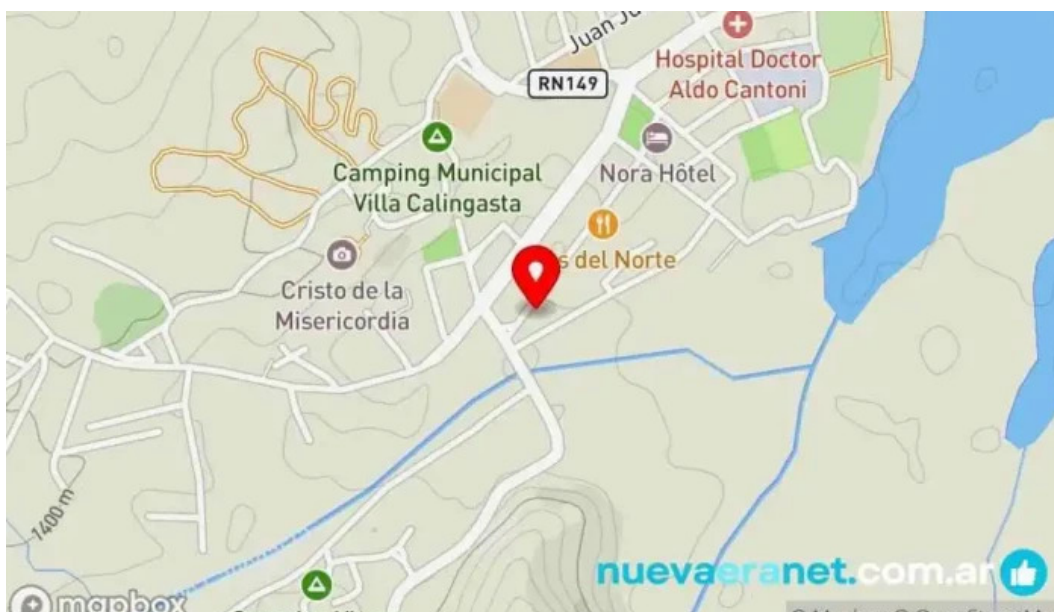 Juan
RN149
Hospital Doctor
Aldo Cantoni
Camping Municipal
Villa Calingasta
Nora Hôtel
s del Norte
Cristo de la
Misericordia
1400 m
nuevaeranet.com.ar
mapbox